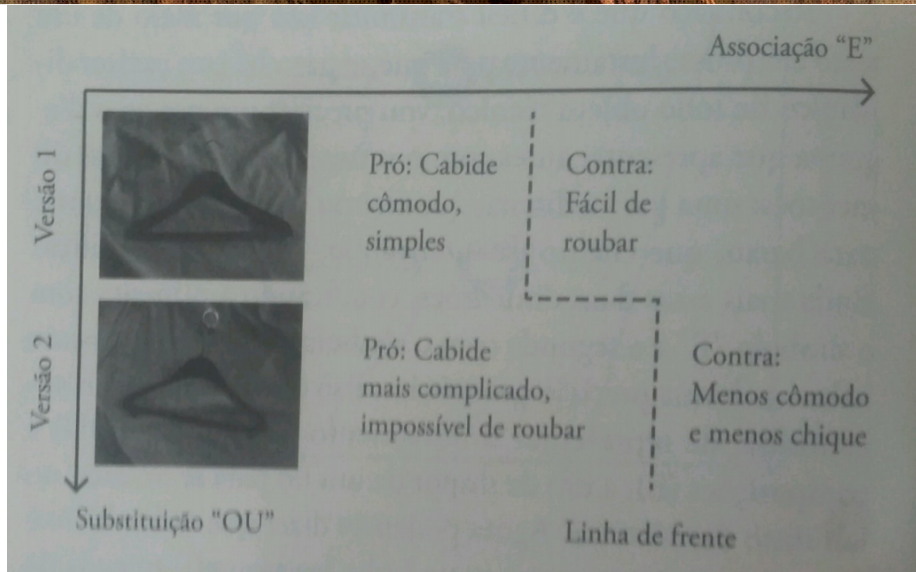 Associação “E”
Versão 1
Pró: Cabide
cômodo,
simples
Contra:
Fácil de
roubar
Versão 2
Pró: Cabide
mais complicado,
impossível de roubar
Contra:
Menos cômodo
e menos chique
Substituição “OU”
Linha de frente